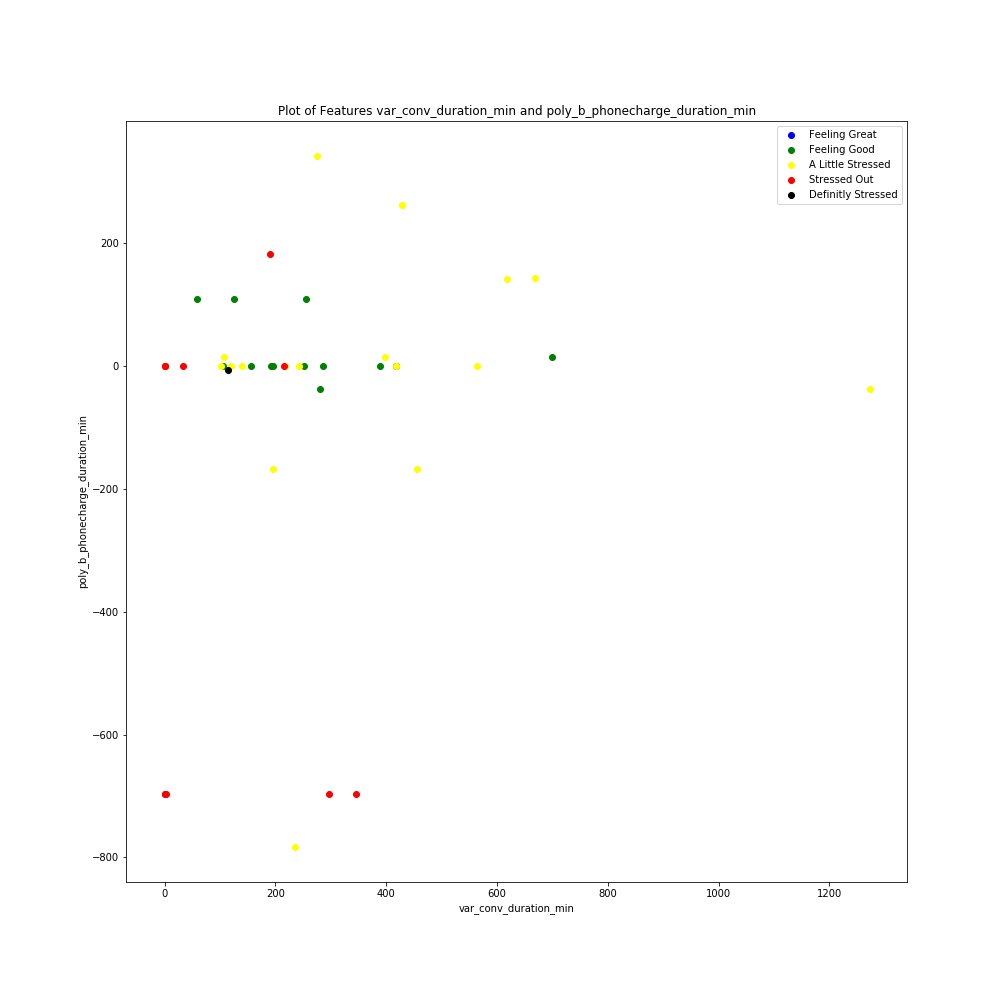 Plot of Features var_conv_duration_min and poly_b_phonecharge_duration_min
Feeling Great
Feeling Good
A Little Stressed
Stressed Out
Definitly Stressed
poly_b_phonecharge_duration_min
200
0
−200
−400
−600
−800
0
200
400
600
800
1000
1200
var_conv_duration_min